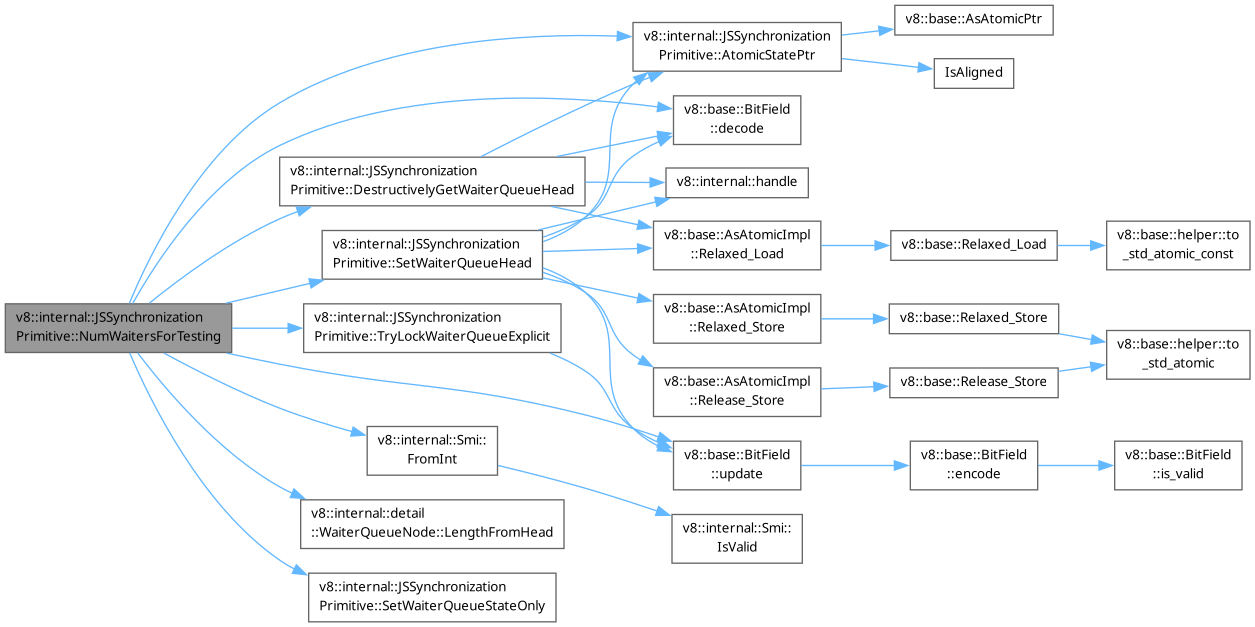 v8::internal::JSSynchronization
Primitive::NumWaitersForTesting
v8::internal::JSSynchronization
Primitive::AtomicStatePtr
v8::base::AsAtomicPtr
IsAligned
v8::base::BitField
::decode
v8::internal::JSSynchronization
Primitive::DestructivelyGetWaiterQueueHead
v8::internal::handle
v8::internal::JSSynchronization
Primitive::SetWaiterQueueHead
v8::base::AsAtomicImpl
::Relaxed_Load
v8::base::Relaxed_Load
v8::base::helper::to
_std_atomic_const
v8::internal::JSSynchronization
Primitive::TryLockWaiterQueueExplicit
v8::base::AsAtomicImpl
::Relaxed_Store
v8::base::Relaxed_Store
v8::base::helper::to
_std_atomic
v8::base::AsAtomicImpl
::Release_Store
v8::base::Release_Store
v8::internal::Smi::
FromInt
v8::base::BitField
::update
v8::base::BitField
::encode
v8::base::BitField
::is_valid
v8::internal::detail
::WaiterQueueNode::LengthFromHead
v8::internal::Smi::
IsValid
v8::internal::JSSynchronization
Primitive::SetWaiterQueueStateOnly